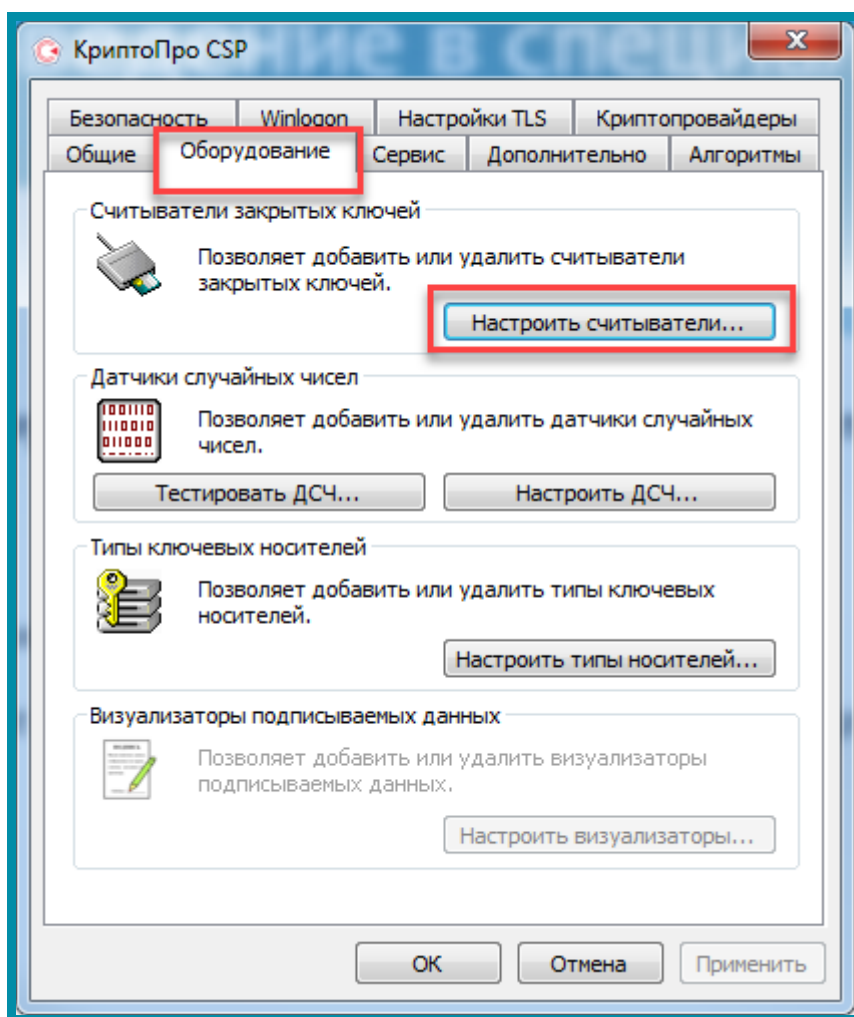 КриптоПро CSP
Безопасность Winlogon Настройки TLS Криптопровайдеры
Общие Оборудование Сервис Дополнительно Алгоритмы
Считыватели закрытых ключей
Позволяет добавить или удалить считыватели
закрытых ключей.
Настроить считыватели...
Датчики случайных чисел
Позволяет добавить или удалить датчики случайных
чисел.
Тестировать ДСЧ... Настроить ДСЧ...
Типы ключевых носителей
Позволяет добавить или удалить типы ключевых
носителей.
Настроить типы носителей...
Визуализаторы подписываемых данных
Позволяет добавить или удалить визуализаторы
подписываемых данных.
Настроить визуализаторы...
ОК Отмена Применить